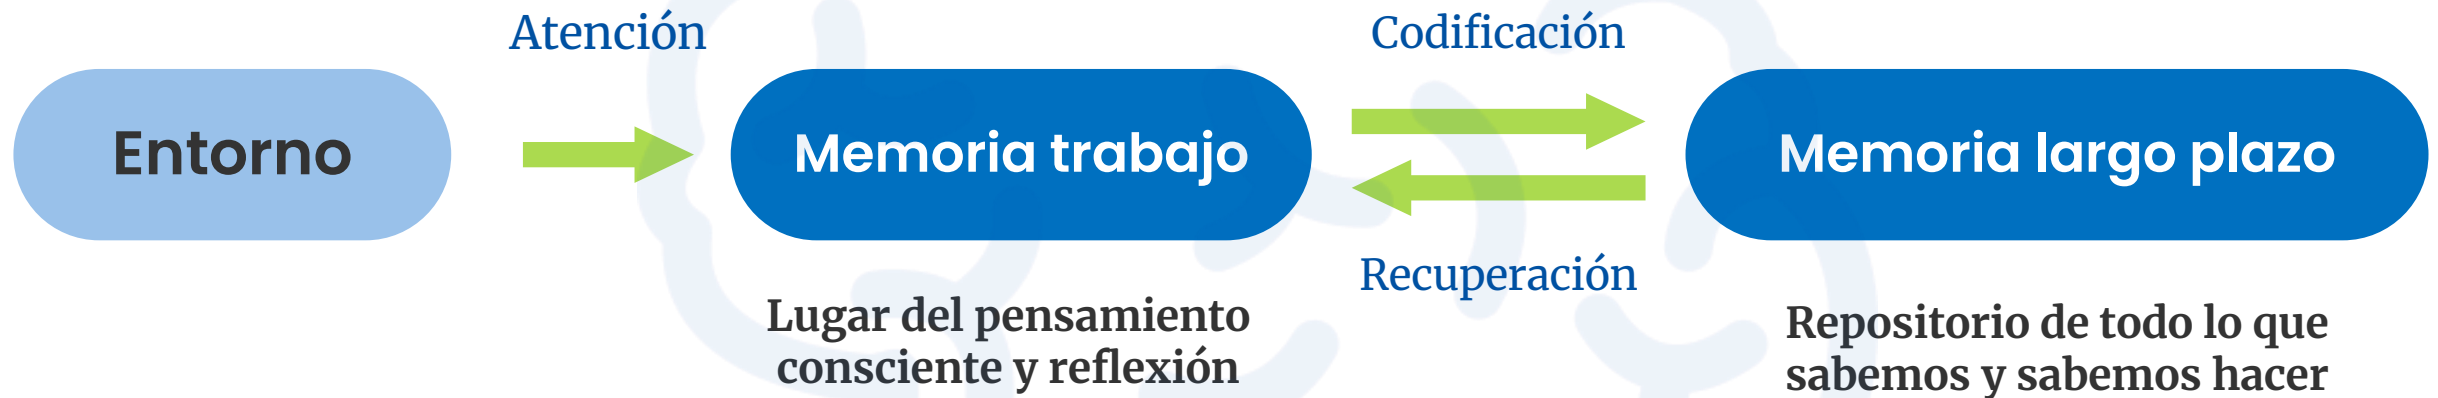 Atención
Codificación
Entorno
Memoria trabajo
Memoria largo plazo
Recuperación
Lugar del pensamiento
consciente y reflexión
Repositorio de todo lo que
sabemos y sabemos hacer